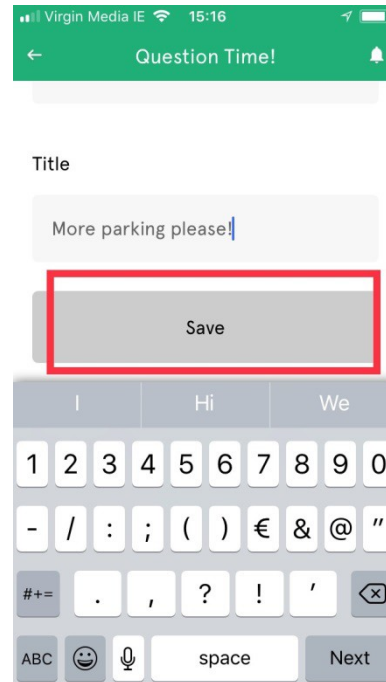 Virgin Media IE 15:16
Question Time!
Title
More parking please!
Save
I Hi We
1 2 3 4 5 6 7 8 9 0
- / : ; ( ) € & @ "
#+= . , ? ! '
ABC space Next